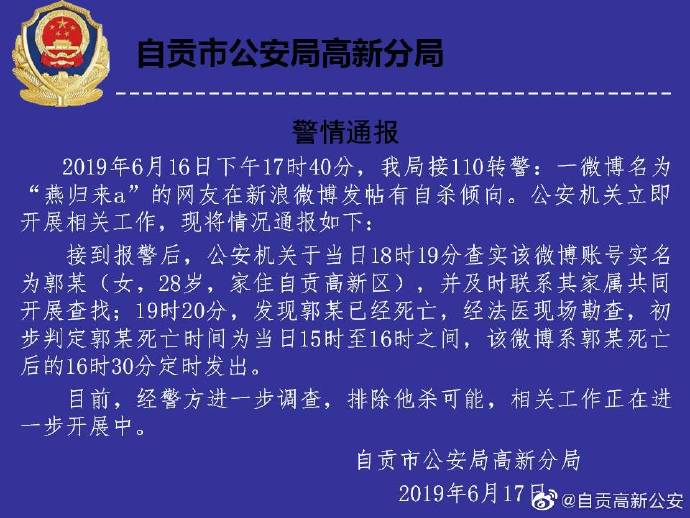 自贡市公安局高新分局
警情通报
2019年6月16日下午17时40分，我局接110转警：一微博名为
“燕归来a”的网友在新浪微博发帖有自杀倾向。公安机关立即
开展相关工作，现将情况通报如下：
接到报警后，公安机关于当日18时19分查实该微博账号实名
为郭某（女，28岁，家住自贡高新区），并及时联系其家属共同
开展查找；19时20分，发现郭某已经死亡，经法医现场勘查，初
步判定郭某死亡时间为当日15时至16时之间，该微博系郭某死亡
后的16时30分定时发出。
目前，经警方进一步调查，排除他杀可能，相关工作正在进
一步开展中。
自贡市公安局高新分局
2019年6月17日
@自贡高新公安